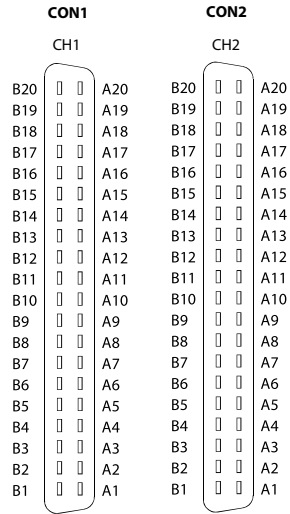 CON1 CON2
CH1 CH2
B20 A20 B20 A20
B19 A19 B19 A19
B18 A18 B18 A18
B17 A17 B17 A17
B16 A16 B16 A16
B15 A15 B15 A15
B14 A14 B14 A14
B13 A13 B13 A13
B12 A12 B12 A12
B11 A11 B11 A11
B10 A10 B10 A10
B9 A9 B9 A9
B8 A8 B8 A8
B7 A7 B7 A7
B6 A6 B6 A6
B5 A5 B5 A5
B4 A4 B4 A4
B3 A3 B3 A3
B2 A2 B2 A2
B1 A1 B1 A1